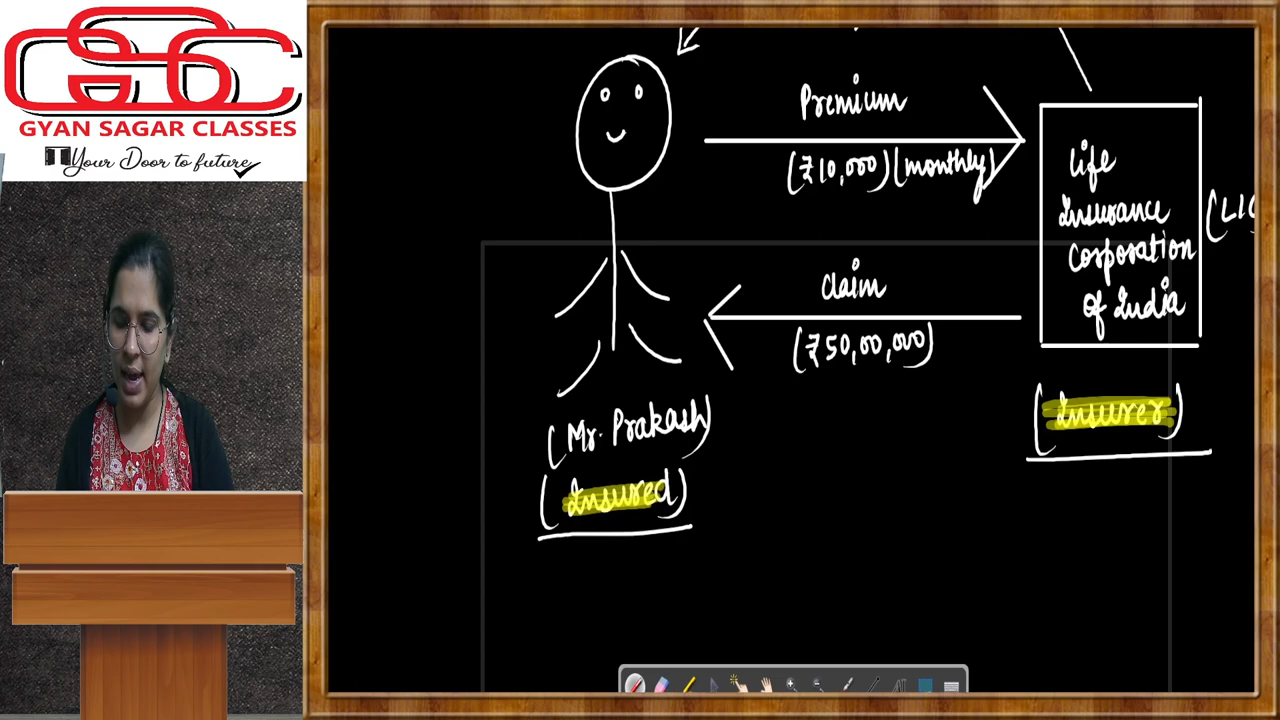 GSC
GYAN SAGAR CLASSES
Your Door to future
Premium
(₹10,000) (monthly)
Life
Insurance
Corporation
of India
(LIC
Claim
(₹50,00,000)
(Insurer)
(Mr. Prakash)
(Insured)